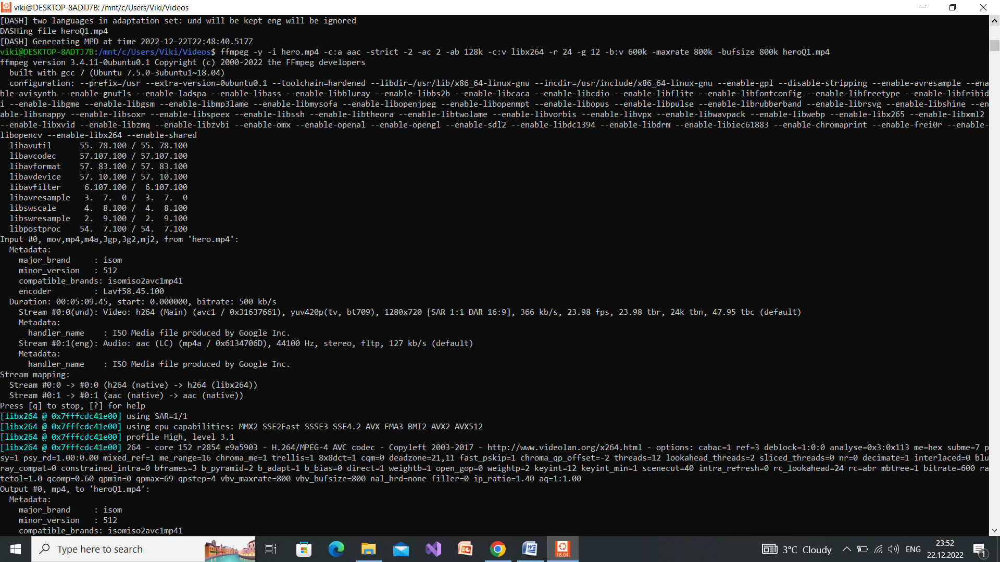 viki@DESKTOP-8ADTJ7B: /mnt/c/Users/Viki/Videos
[DASH] two languages in adaptation set: und will be kept eng will be ignored
DASHing file heroQ1.mp4
[DASH] Generating MPD at time 2022-12-22T22:48:40.517Z
viki@DESKTOP-8ADTJ7B:/mnt/c/Users/Viki/Videos$ ffmpeg -y -i hero.mp4 -c:a aac -strict -2 -ac 2 -ab 128k -c:v libx264 -r 24 -g 12 -b:v 600k -maxrate 800k -bufsize 800k heroQ1.mp4
ffmpeg version 3.4.11-0ubuntu0.1 Copyright (c) 2000-2022 the FFmpeg developers
  built with gcc 7 (Ubuntu 7.5.0-3ubuntu1~18.04)
  configuration: --prefix=/usr --extra-version=0ubuntu0.1 --toolchain=hardened --libdir=/usr/lib/x86_64-linux-gnu --incdir=/usr/include/x86_64-linux-gnu --enable-gpl --disable-stripping --enable-avresample --ena
ble-avisynth --enable-gnutls --enable-ladspa --enable-libass --enable-libbluray --enable-libbs2b --enable-libcaca --enable-libcdio --enable-libflite --enable-libfontconfig --enable-libfreetype --enable-libfribid
i --enable-libgme --enable-libgsm --enable-libmp3lame --enable-libmysofa --enable-libopenjpeg --enable-libopenmpt --enable-libopus --enable-libpulse --enable-librubberband --enable-librsvg --enable-libshine --en
able-libsnappy --enable-libsoxr --enable-libspeex --enable-libssh --enable-libtheora --enable-libtwolame --enable-libvorbis --enable-libvpx --enable-libwavpack --enable-libwebp --enable-libx265 --enable-libxml2
--enable-libxvid --enable-libzmq --enable-libzvbi --enable-omx --enable-openal --enable-opengl --enable-sdl2 --enable-libdc1394 --enable-libdrm --enable-libiec61883 --enable-chromaprint --enable-frei0r --enable-
libopencv --enable-libx264 --enable-shared
  libavutil      55. 78.100 / 55. 78.100
  libavcodec     57.107.100 / 57.107.100
  libavformat    57. 83.100 / 57. 83.100
  libavdevice    57. 10.100 / 57. 10.100
  libavfilter     6.107.100 /  6.107.100
  libavresample   3.  7.  0 /  3.  7.  0
  libswscale      4.  8.100 /  4.  8.100
  libswresample   2.  9.100 /  2.  9.100
  libpostproc    54.  7.100 / 54.  7.100
Input #0, mov,mp4,m4a,3gp,3g2,mj2, from 'hero.mp4':
  Metadata:
    major_brand     : isom
    minor_version   : 512
    compatible_brands: isomiso2avc1mp41
    encoder         : Lavf58.45.100
  Duration: 00:05:09.45, start: 0.000000, bitrate: 500 kb/s
    Stream #0:0(und): Video: h264 (Main) (avc1 / 0x31637661), yuv420p(tv, bt709), 1280x720 [SAR 1:1 DAR 16:9], 366 kb/s, 23.98 fps, 23.98 tbr, 24k tbn, 47.95 tbc (default)
    Metadata:
      handler_name    : ISO Media file produced by Google Inc.
    Stream #0:1(eng): Audio: aac (LC) (mp4a / 0x6134706D), 44100 Hz, stereo, fltp, 127 kb/s (default)
    Metadata:
      handler_name    : ISO Media file produced by Google Inc.
Stream mapping:
  Stream #0:0 -> #0:0 (h264 (native) -> h264 (libx264))
  Stream #0:1 -> #0:1 (aac (native) -> aac (native))
Press [q] to stop, [?] for help
[libx264 @ 0x7fffcdc41e00] using SAR=1/1
[libx264 @ 0x7fffcdc41e00] using cpu capabilities: MMX2 SSE2Fast SSSE3 SSE4.2 AVX FMA3 BMI2 AVX2 AVX512
[libx264 @ 0x7fffcdc41e00] profile High, level 3.1
[libx264 @ 0x7fffcdc41e00] 264 - core 152 r2854 e9a5903 - H.264/MPEG-4 AVC codec - Copyleft 2003-2017 - http://www.videolan.org/x264.html - options: cabac=1 ref=3 deblock=1:0:0 analyse=0x3:0x113 me=hex subme=7 p
sy=1 psy_rd=1.00:0.00 mixed_ref=1 me_range=16 chroma_me=1 trellis=1 8x8dct=1 cqm=0 deadzone=21,11 fast_pskip=1 chroma_qp_offset=-2 threads=12 lookahead_threads=2 sliced_threads=0 nr=0 decimate=1 interlaced=0 blu
ray_compat=0 constrained_intra=0 bframes=3 b_pyramid=2 b_adapt=1 b_bias=0 direct=1 weightb=1 open_gop=0 weightp=2 keyint=12 keyint_min=1 scenecut=40 intra_refresh=0 rc_lookahead=24 rc=abr mbtree=1 bitrate=600 ra
tetol=1.0 qcomp=0.60 qpmin=0 qpmax=69 qpstep=4 vbv_maxrate=800 vbv_bufsize=800 nal_hrd=none filler=0 ip_ratio=1.40 aq=1:1.00
Output #0, mp4, to 'heroQ1.mp4':
  Metadata:
    major_brand     : isom
    minor_version   : 512
    compatible_brands: isomiso2avc1mp41
Type here to search
18.04
3°C Cloudy
ENG
23:52
22.12.2022
1